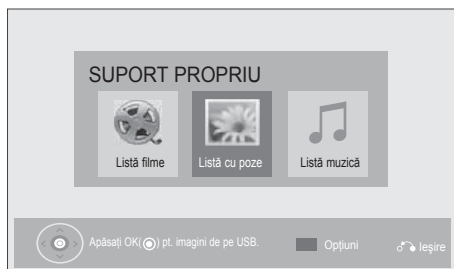 SUPORT PROPRIU
Listă filme
Listă cu poze
Listă muzică
Apăsați OK(◉) pt. imagini de pe USB.
Opțiuni
Ieșire